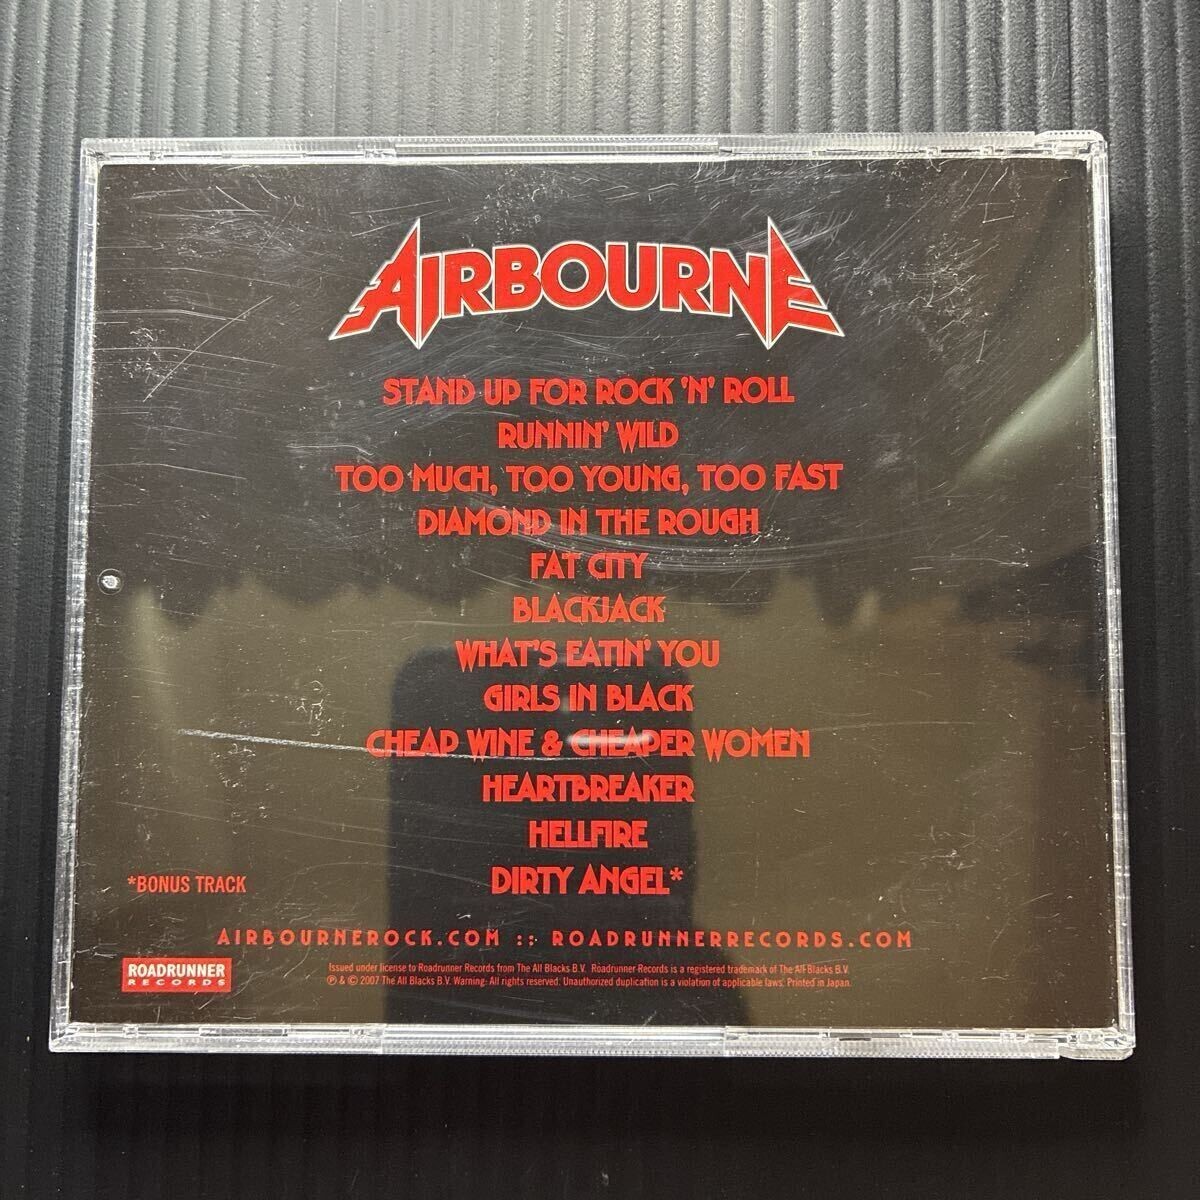 AIRBOURNE
STAND UP FOR ROCK 'N' ROLL
RUNNIN' WILD
TOO MUCH, TOO YOUNG, TOO FAST
DIAMOND IN THE ROUGH
FAT CITY
BLACKJACK
WHAT'S EATIN' YOU
GIRLS IN BLACK
CHEAP WINE & CHEAPER WOMEN
HEARTBREAKER
HELLFIRE
DIRTY ANGEL*
*BONUS TRACK
AIRBOURNEROCK.COM :: ROADRUNNERRECORDS.COM
ROADRUNNER
RECORDS
Issued under license to Roadrunner Records from The All Blacks B.V. Roadrunner Records is a registered trademark of The All Blacks B.V.
℗ & © 2007 The All Blacks B.V. Warning: All rights reserved. Unauthorized duplication is a violation of applicable laws. Printed in Japan.